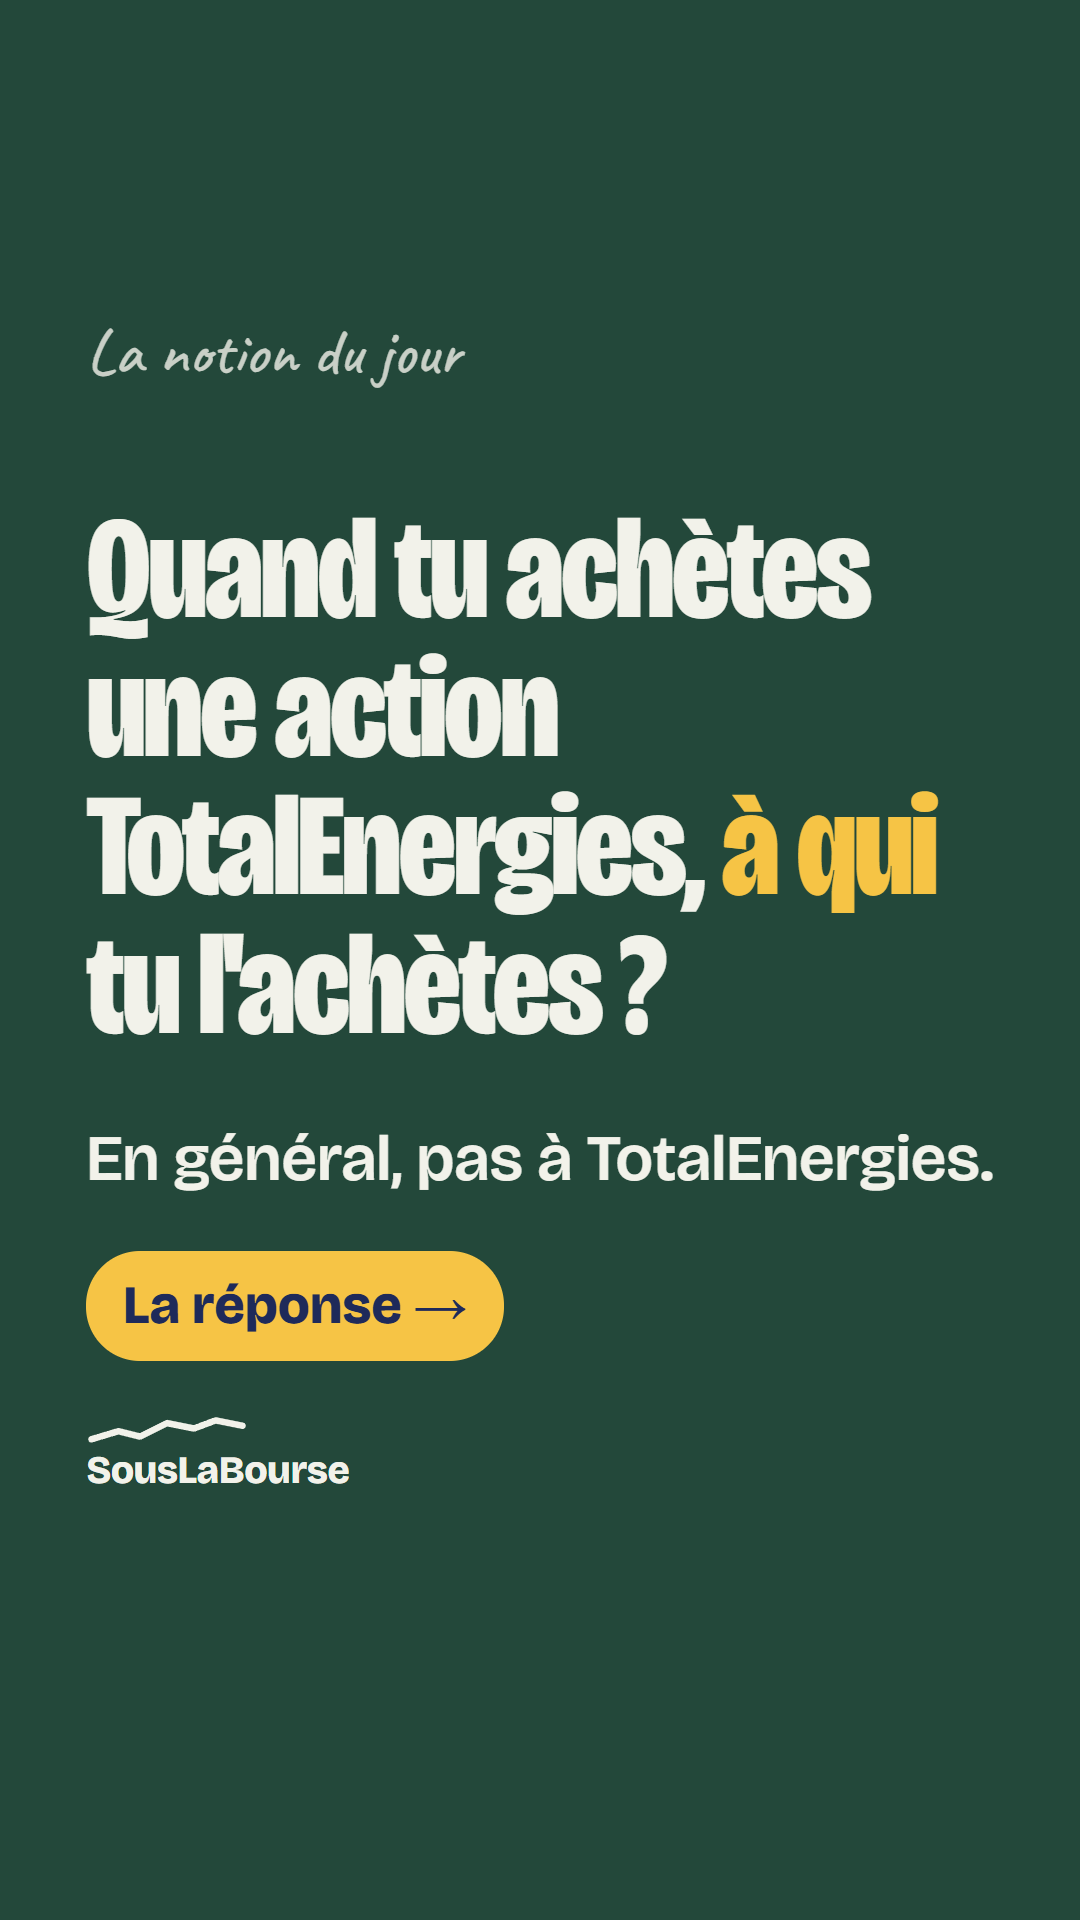 La notion du jour
Quand tu achètes
une action
TotalEnergies, à qui
tu l'achètes ?
En général, pas à TotalEnergies.
La réponse →
SousLaBourse